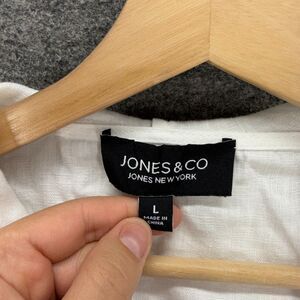 JONES & CO
JONES NEW YORK
L
MADE IN
CHINA